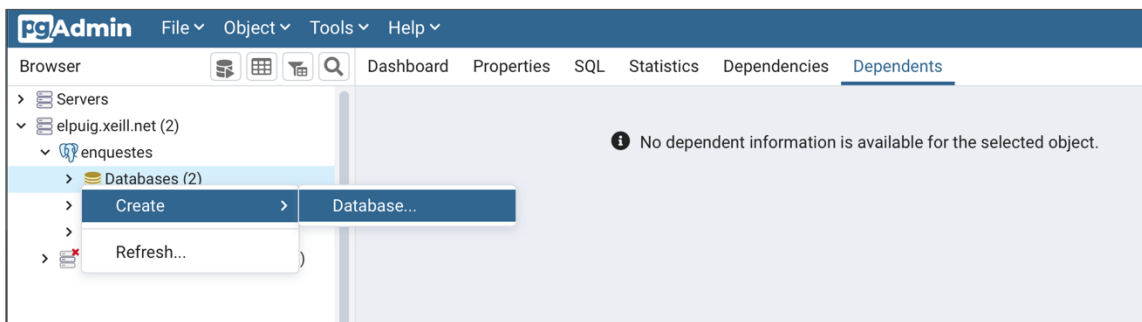 pgAdmin File Object Tools Help
Browser Dashboard Properties SQL Statistics Dependencies Dependents
Servers
elpuig.xeill.net (2)
No dependent information is available for the selected object.
enquestes
Databases (2)
Create Database...
Refresh...
)